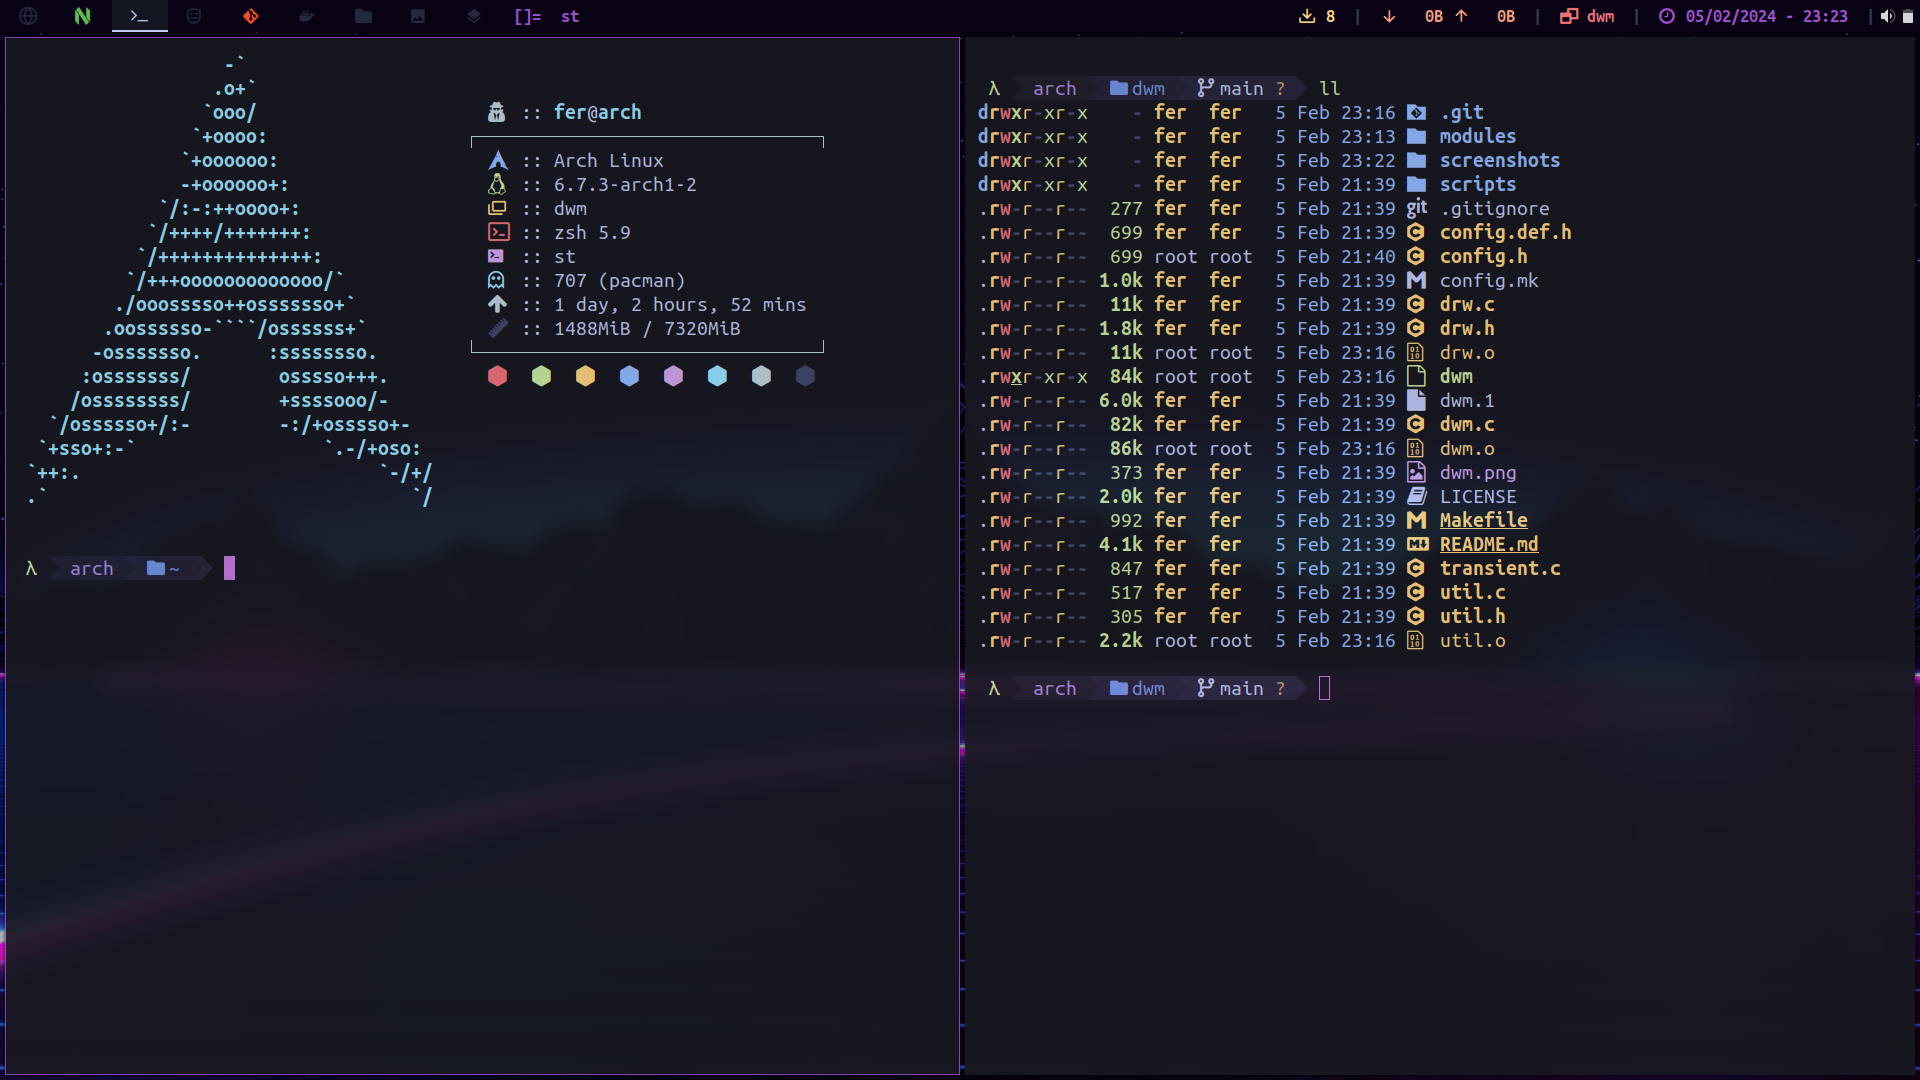 []= st
8 | ↓ 0B ↑ 0B | dwm | 05/02/2024 - 23:23 |
-`
.o+`
`ooo/
`+oooo:
`+oooooo:
-+oooooo+:
`/:-:++oooo+:
`/++++/+++++++:
`/++++++++++++++:
`/+++ooooooooooooo/`
./ooosssso++osssssso+`
.oossssso-````/ossssss+`
-osssssso. :ssssssso.
:osssssss/ osssso+++.
/ossssssss/ +ssssooo/-
`/ossssso+/:- -:/+osssso+-
`+sso+:-` `.-/+oso:
`++:. `-/+/
.` `/
:: fer@arch
:: Arch Linux
:: 6.7.3-arch1-2
:: dwm
:: zsh 5.9
:: st
:: 707 (pacman)
:: 1 day, 2 hours, 52 mins
:: 1488MiB / 7320MiB
λ arch ~
λ arch dwm main ? ll
drwxr-xr-x - fer fer 5 Feb 23:16 .git
drwxr-xr-x - fer fer 5 Feb 23:13 modules
drwxr-xr-x - fer fer 5 Feb 23:22 screenshots
drwxr-xr-x - fer fer 5 Feb 21:39 scripts
.rw-r--r-- 277 fer fer 5 Feb 21:39 git .gitignore
.rw-r--r-- 699 fer fer 5 Feb 21:39 config.def.h
.rw-r--r-- 699 root root 5 Feb 21:40 config.h
.rw-r--r-- 1.0k fer fer 5 Feb 21:39 config.mk
.rw-r--r-- 11k fer fer 5 Feb 21:39 drw.c
.rw-r--r-- 1.8k fer fer 5 Feb 21:39 drw.h
.rw-r--r-- 11k root root 5 Feb 23:16 drw.o
.rwxr-xr-x 84k root root 5 Feb 23:16 dwm
.rw-r--r-- 6.0k fer fer 5 Feb 21:39 dwm.1
.rw-r--r-- 82k fer fer 5 Feb 21:39 dwm.c
.rw-r--r-- 86k root root 5 Feb 23:16 dwm.o
.rw-r--r-- 373 fer fer 5 Feb 21:39 dwm.png
.rw-r--r-- 2.0k fer fer 5 Feb 21:39 LICENSE
.rw-r--r-- 992 fer fer 5 Feb 21:39 Makefile
.rw-r--r-- 4.1k fer fer 5 Feb 21:39 README.md
.rw-r--r-- 847 fer fer 5 Feb 21:39 transient.c
.rw-r--r-- 517 fer fer 5 Feb 21:39 util.c
.rw-r--r-- 305 fer fer 5 Feb 21:39 util.h
.rw-r--r-- 2.2k root root 5 Feb 23:16 util.o
λ arch dwm main ?